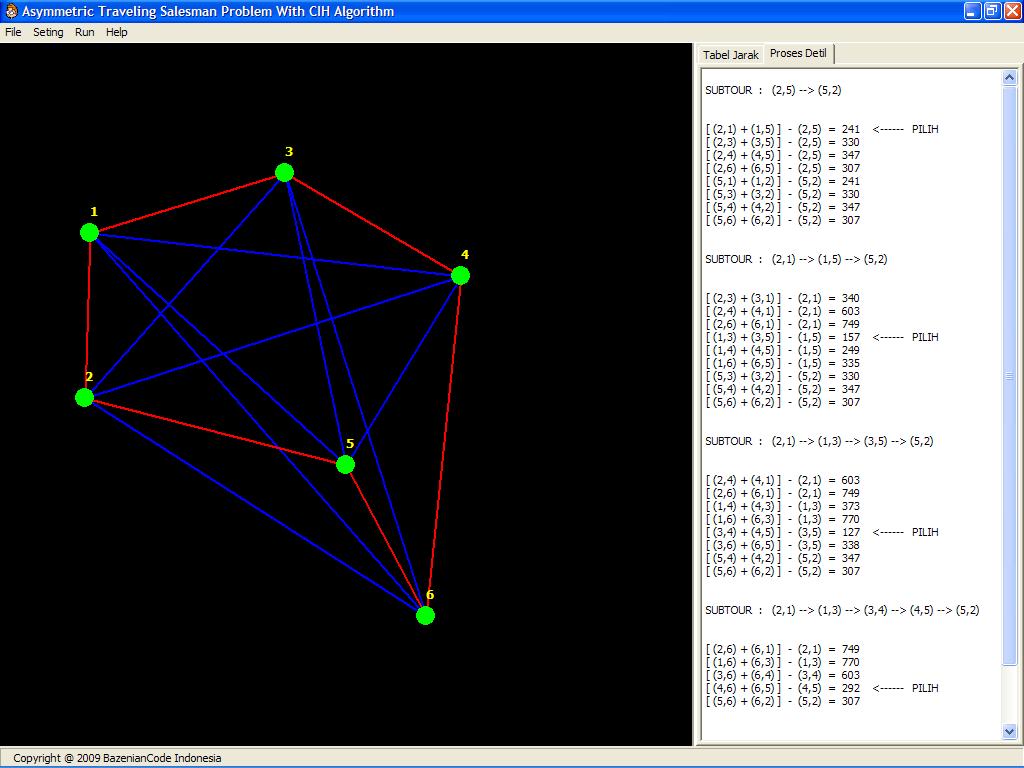 Asymmetric Traveling Salesman Problem With CIH Algorithm
File Seting Run Help
Tabel Jarak Proses Detil
3
1
4
2
5
6
SUBTOUR : (2,5) --> (5,2)
[ (2,1) + (1,5) ] - (2,5) = 241 <------ PILIH
[ (2,3) + (3,5) ] - (2,5) = 330
[ (2,4) + (4,5) ] - (2,5) = 347
[ (2,6) + (6,5) ] - (2,5) = 307
[ (5,1) + (1,2) ] - (5,2) = 241
[ (5,3) + (3,2) ] - (5,2) = 330
[ (5,4) + (4,2) ] - (5,2) = 347
[ (5,6) + (6,2) ] - (5,2) = 307
SUBTOUR : (2,1) --> (1,5) --> (5,2)
[ (2,3) + (3,1) ] - (2,1) = 340
[ (2,4) + (4,1) ] - (2,1) = 603
[ (2,6) + (6,1) ] - (2,1) = 749
[ (1,3) + (3,5) ] - (1,5) = 157 <------ PILIH
[ (1,4) + (4,5) ] - (1,5) = 249
[ (1,6) + (6,5) ] - (1,5) = 335
[ (5,3) + (3,2) ] - (5,2) = 330
[ (5,4) + (4,2) ] - (5,2) = 347
[ (5,6) + (6,2) ] - (5,2) = 307
SUBTOUR : (2,1) --> (1,3) --> (3,5) --> (5,2)
[ (2,4) + (4,1) ] - (2,1) = 603
[ (2,6) + (6,1) ] - (2,1) = 749
[ (1,4) + (4,3) ] - (1,3) = 373
[ (1,6) + (6,3) ] - (1,3) = 770
[ (3,4) + (4,5) ] - (3,5) = 127 <------ PILIH
[ (3,6) + (6,5) ] - (3,5) = 338
[ (5,4) + (4,2) ] - (5,2) = 347
[ (5,6) + (6,2) ] - (5,2) = 307
SUBTOUR : (2,1) --> (1,3) --> (3,4) --> (4,5) --> (5,2)
[ (2,6) + (6,1) ] - (2,1) = 749
[ (1,6) + (6,3) ] - (1,3) = 770
[ (3,6) + (6,4) ] - (3,4) = 603
[ (4,6) + (6,5) ] - (4,5) = 292 <------ PILIH
[ (5,6) + (6,2) ] - (5,2) = 307
Copyright @ 2009 BazenianCode Indonesia